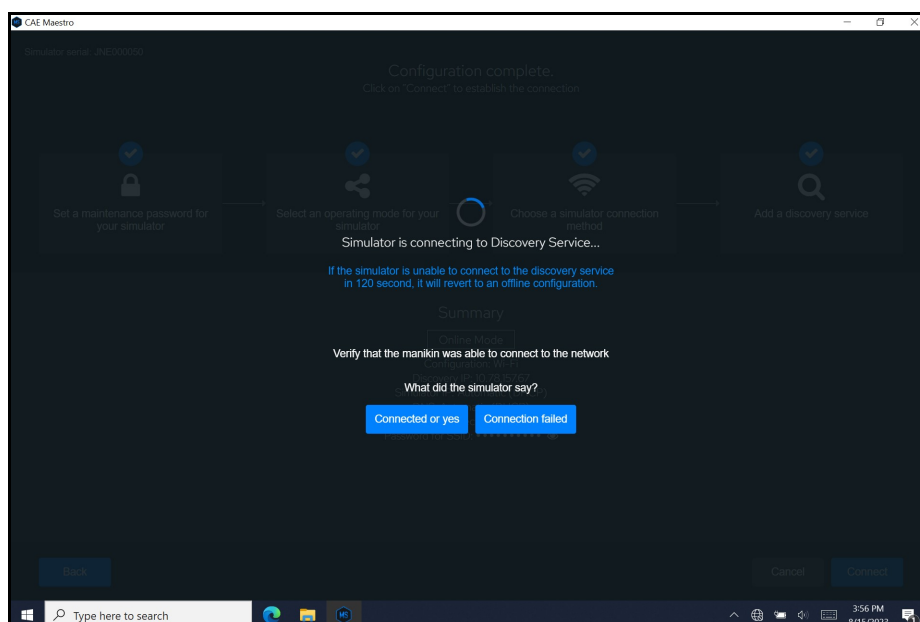 CAE Maestro
Simulator serial: JNE000050
Configuration complete.
Click on "Connect" to establish the connection
Set a maintenance password for
your simulator
Select an operating mode for your
simulator
Choose a simulator connection
method
Add a discovery service
Simulator is connecting to Discovery Service...
If the simulator is unable to connect to the discovery service
in 120 second, it will revert to an offline configuration.
Summary
Online Mode
Verify that the manikin was able to connect to the network
Configuration: Wi-Fi
What did the simulator say?
Connected or yes
Connection failed
Back
Cancel
Connect
Type here to search
3:56 PM
8/15/2023